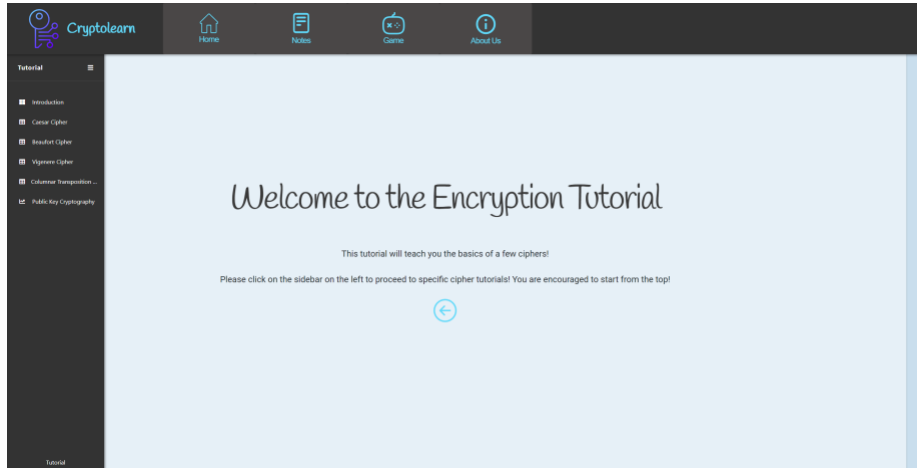 Cryptolearn
Home
Notes
Game
About Us
Tutorial
Introduction
Caesar Cipher
Beaufort Cipher
Vigenere Cipher
Columnar Transposition ...
Public Key Cryptography
Welcome to the Encryption Tutorial
This tutorial will teach you the basics of a few ciphers!
Please click on the sidebar on the left to proceed to specific cipher tutorials! You are encouraged to start from the top!
Tutorial